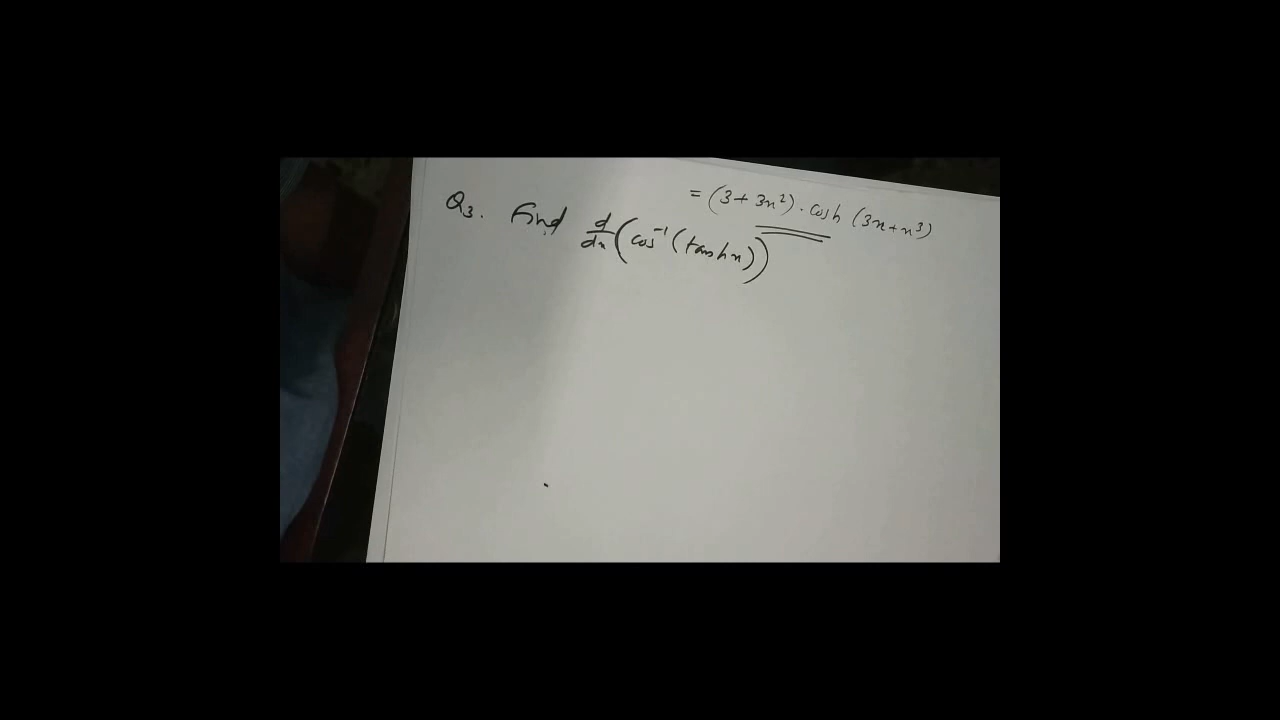 = (3 + 3x²) . cosh (3x + x³)
Q3. Find d/dx (cos⁻¹ (tanh x))